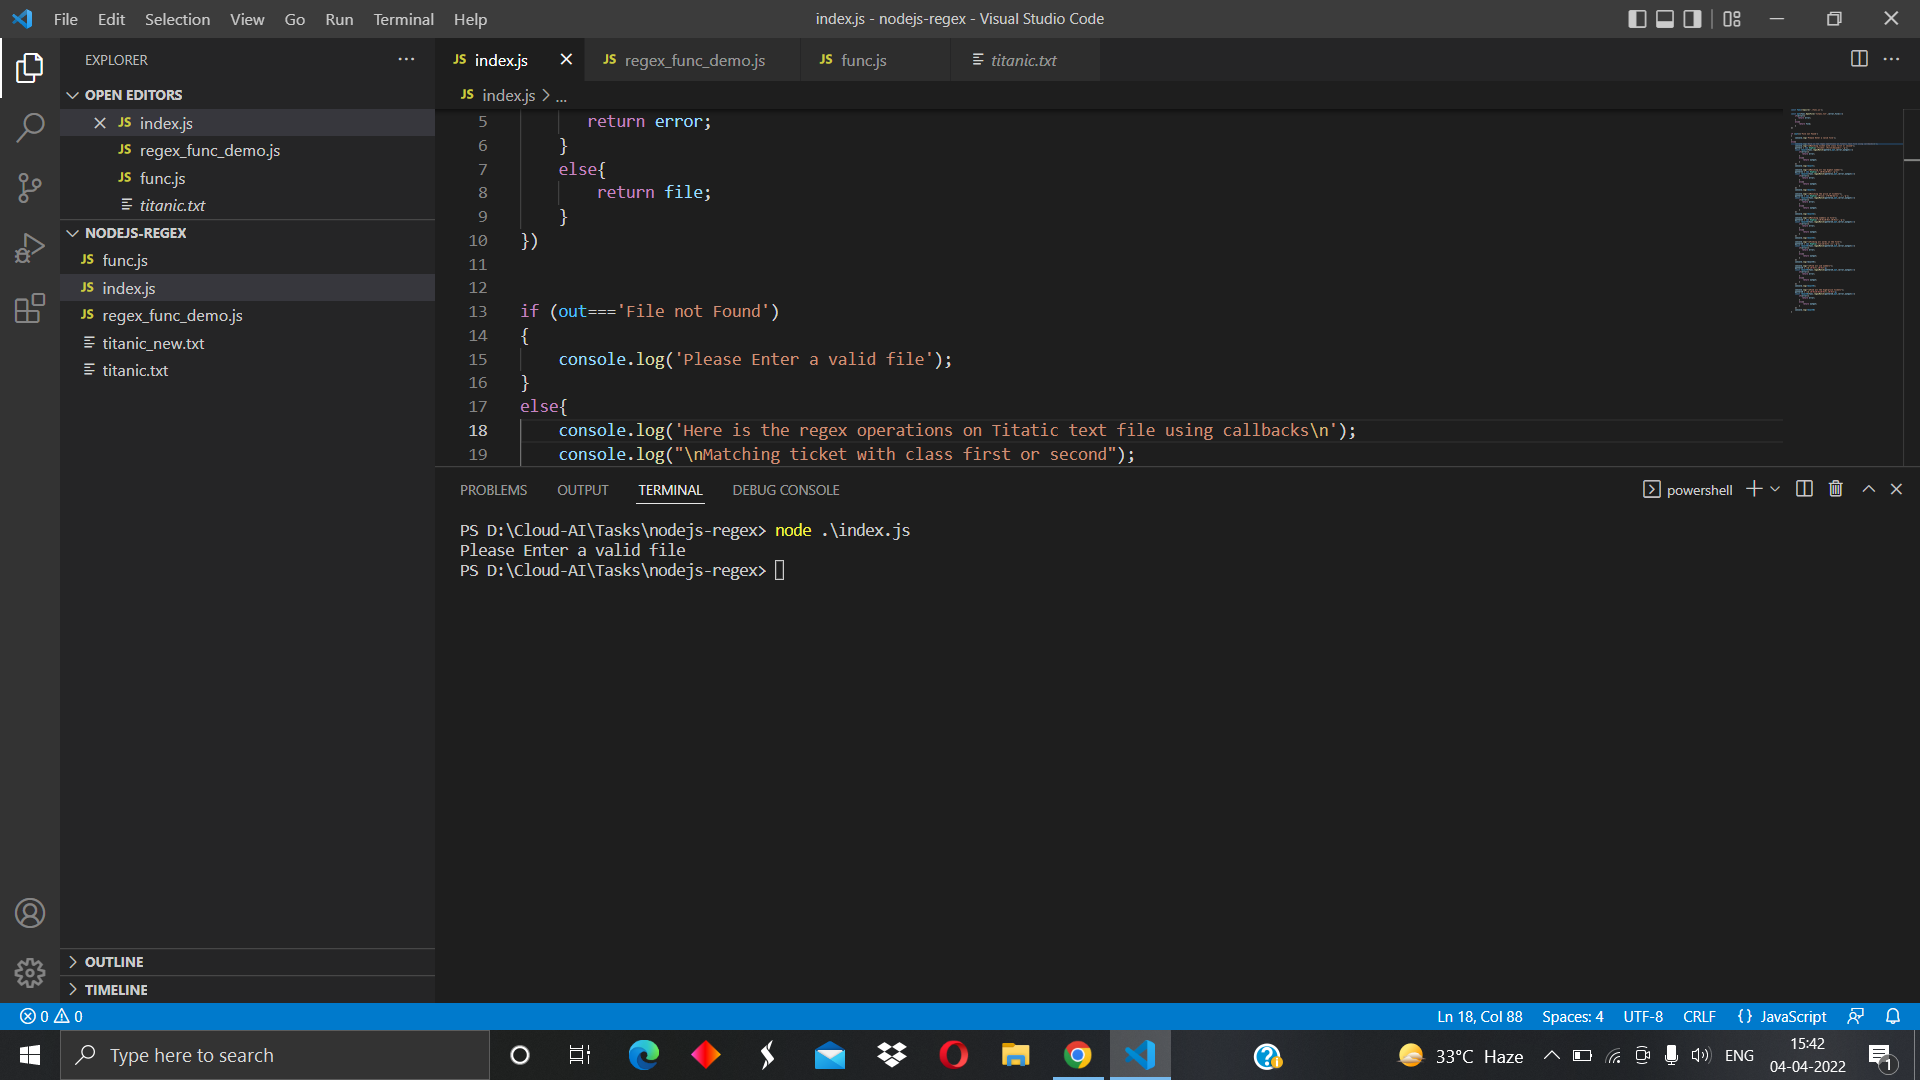 File Edit Selection View Go Run Terminal Help
index.js - nodejs-regex - Visual Studio Code
EXPLORER
OPEN EDITORS
JS index.js
JS regex_func_demo.js
JS func.js
titanic.txt
NODEJS-REGEX
JS func.js
JS index.js
JS regex_func_demo.js
titanic_new.txt
titanic.txt
OUTLINE
TIMELINE
JS index.js JS regex_func_demo.js JS func.js titanic.txt
JS index.js > ...
5 return error;
6 }
7 else{
8 return file;
9 }
10 })
11
12
13 if (out==='File not Found')
14 {
15 console.log('Please Enter a valid file');
16 }
17 else{
18 console.log('Here is the regex operations on Titatic text file using callbacks\n');
19 console.log("\nMatching ticket with class first or second");
PROBLEMS OUTPUT TERMINAL DEBUG CONSOLE
powershell
PS D:\Cloud-AI\Tasks\nodejs-regex> node .\index.js
Please Enter a valid file
PS D:\Cloud-AI\Tasks\nodejs-regex>
0 0
Ln 18, Col 88 Spaces: 4 UTF-8 CRLF {} JavaScript
Type here to search
33°C Haze
ENG
15:42
04-04-2022
1